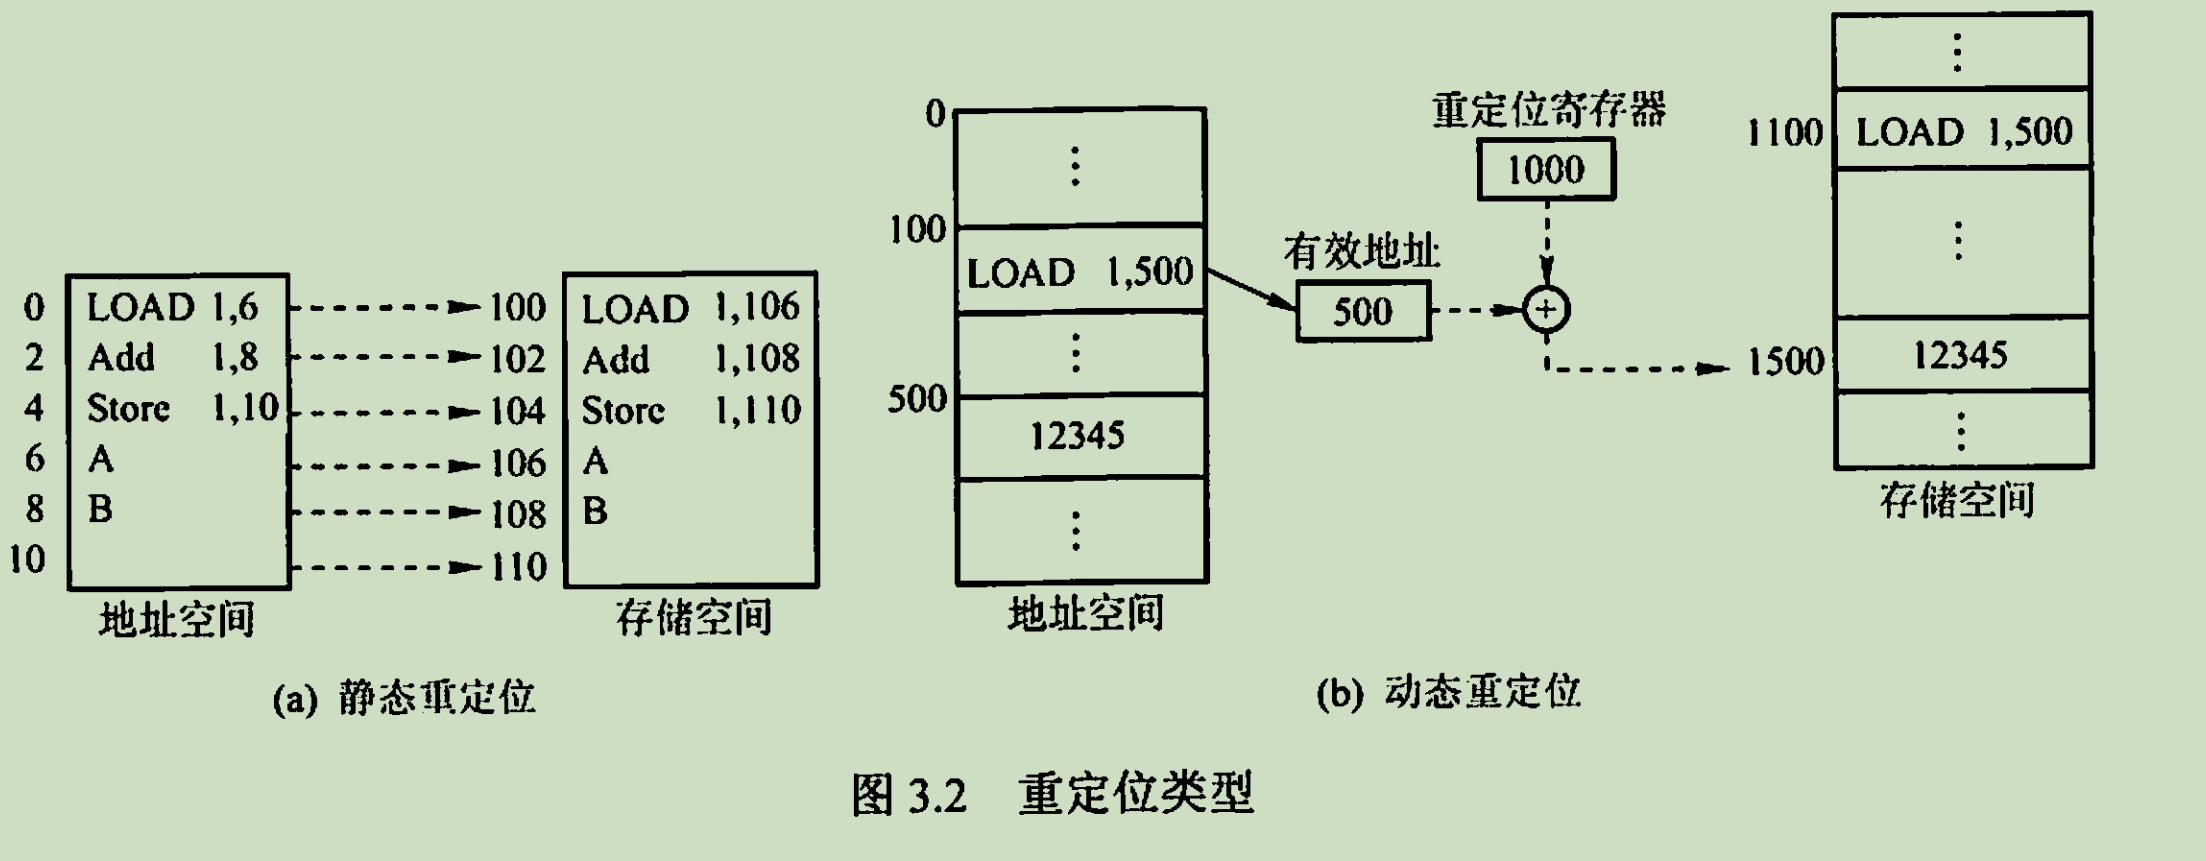 0 LOAD 1,6 100 LOAD 1,106
2 Add 1,8 102 Add 1,108
4 Store 1,10 104 Store 1,110
6 A 106 A
8 B 108 B
10 110
地址空间 存储空间
(a) 静态重定位
0
⋮
100
LOAD 1,500
⋮
500
12345
⋮
地址空间
有效地址
500
重定位寄存器
1000
+
⋮
1100 LOAD 1,500
⋮
1500 12345
⋮
存储空间
(b) 动态重定位
图 3.2 重定位类型